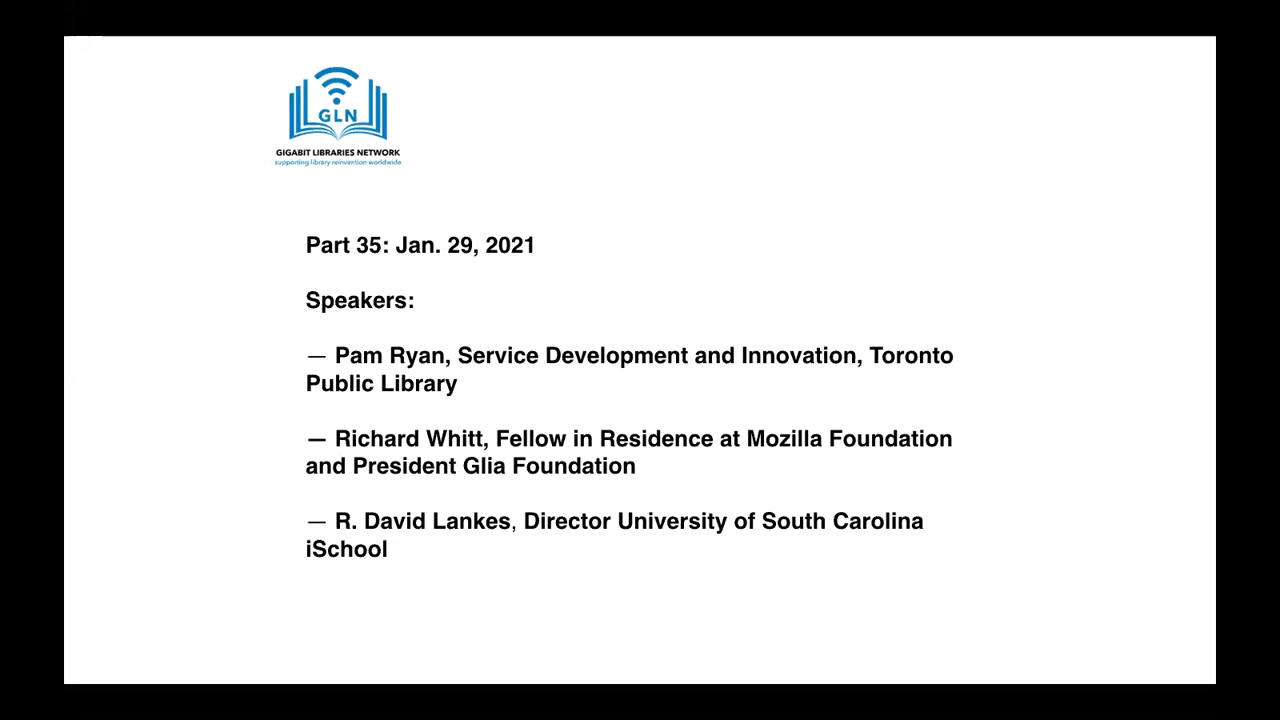 GLN
GIGABIT LIBRARIES NETWORK
supporting library reinvention worldwide
Part 35: Jan. 29, 2021
Speakers:
— Pam Ryan, Service Development and Innovation, Toronto
Public Library
— Richard Whitt, Fellow in Residence at Mozilla Foundation
and President Glia Foundation
— R. David Lankes, Director University of South Carolina
iSchool